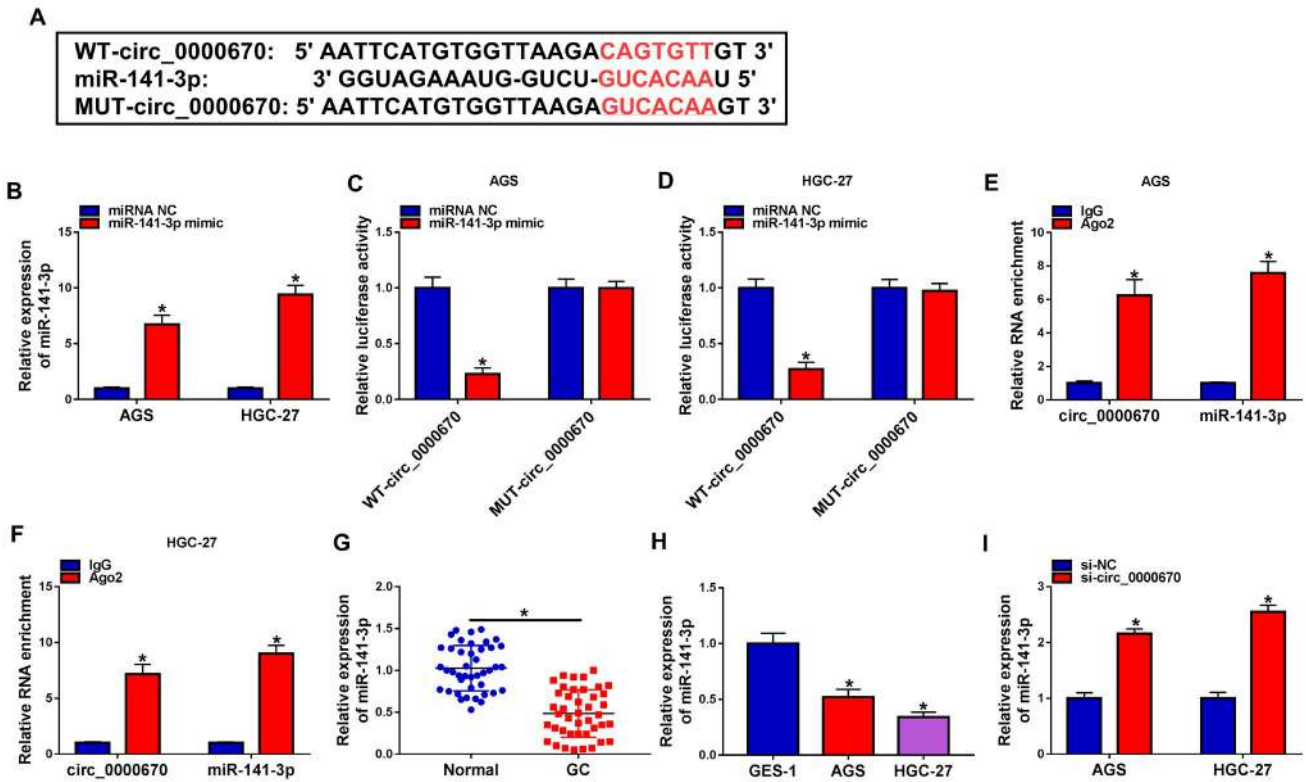 A
WT-circ_0000670: 5' AATTCATGTGGTTAAGACAGTGTTGT 3'
miR-141-3p: 3' GGUAGAAAUG-GUCU-GUCACAAU 5'
MUT-circ_0000670: 5' AATTCATGTGGTTAAGAGUCACAAGT 3'
B
miRNA NC
miR-141-3p mimic
Relative expression
of miR-141-3p
15
10
5
0
*
*
AGS HGC-27
C
AGS
miRNA NC
miR-141-3p mimic
Relative luciferase activity
1.5
1.0
0.5
0.0
*
WT-circ_0000670
MUT-circ_0000670
D
HGC-27
miRNA NC
miR-141-3p mimic
Relative luciferase activity
1.5
1.0
0.5
0.0
*
WT-circ_0000670
MUT-circ_0000670
E
AGS
IgG
Ago2
Relative RNA enrichment
10
8
6
4
2
0
*
*
circ_0000670 miR-141-3p
F
HGC-27
IgG
Ago2
Relative RNA enrichment
15
10
5
0
*
*
circ_0000670 miR-141-3p
G
Relative expression
of miR-141-3p
2.0
1.5
1.0
0.5
0.0
*
Normal GC
H
Relative expression
of miR-141-3p
1.5
1.0
0.5
0.0
*
*
GES-1 AGS HGC-27
I
si-NC
si-circ_0000670
Relative expression
of miR-141-3p
3
2
1
0
*
*
AGS HGC-27